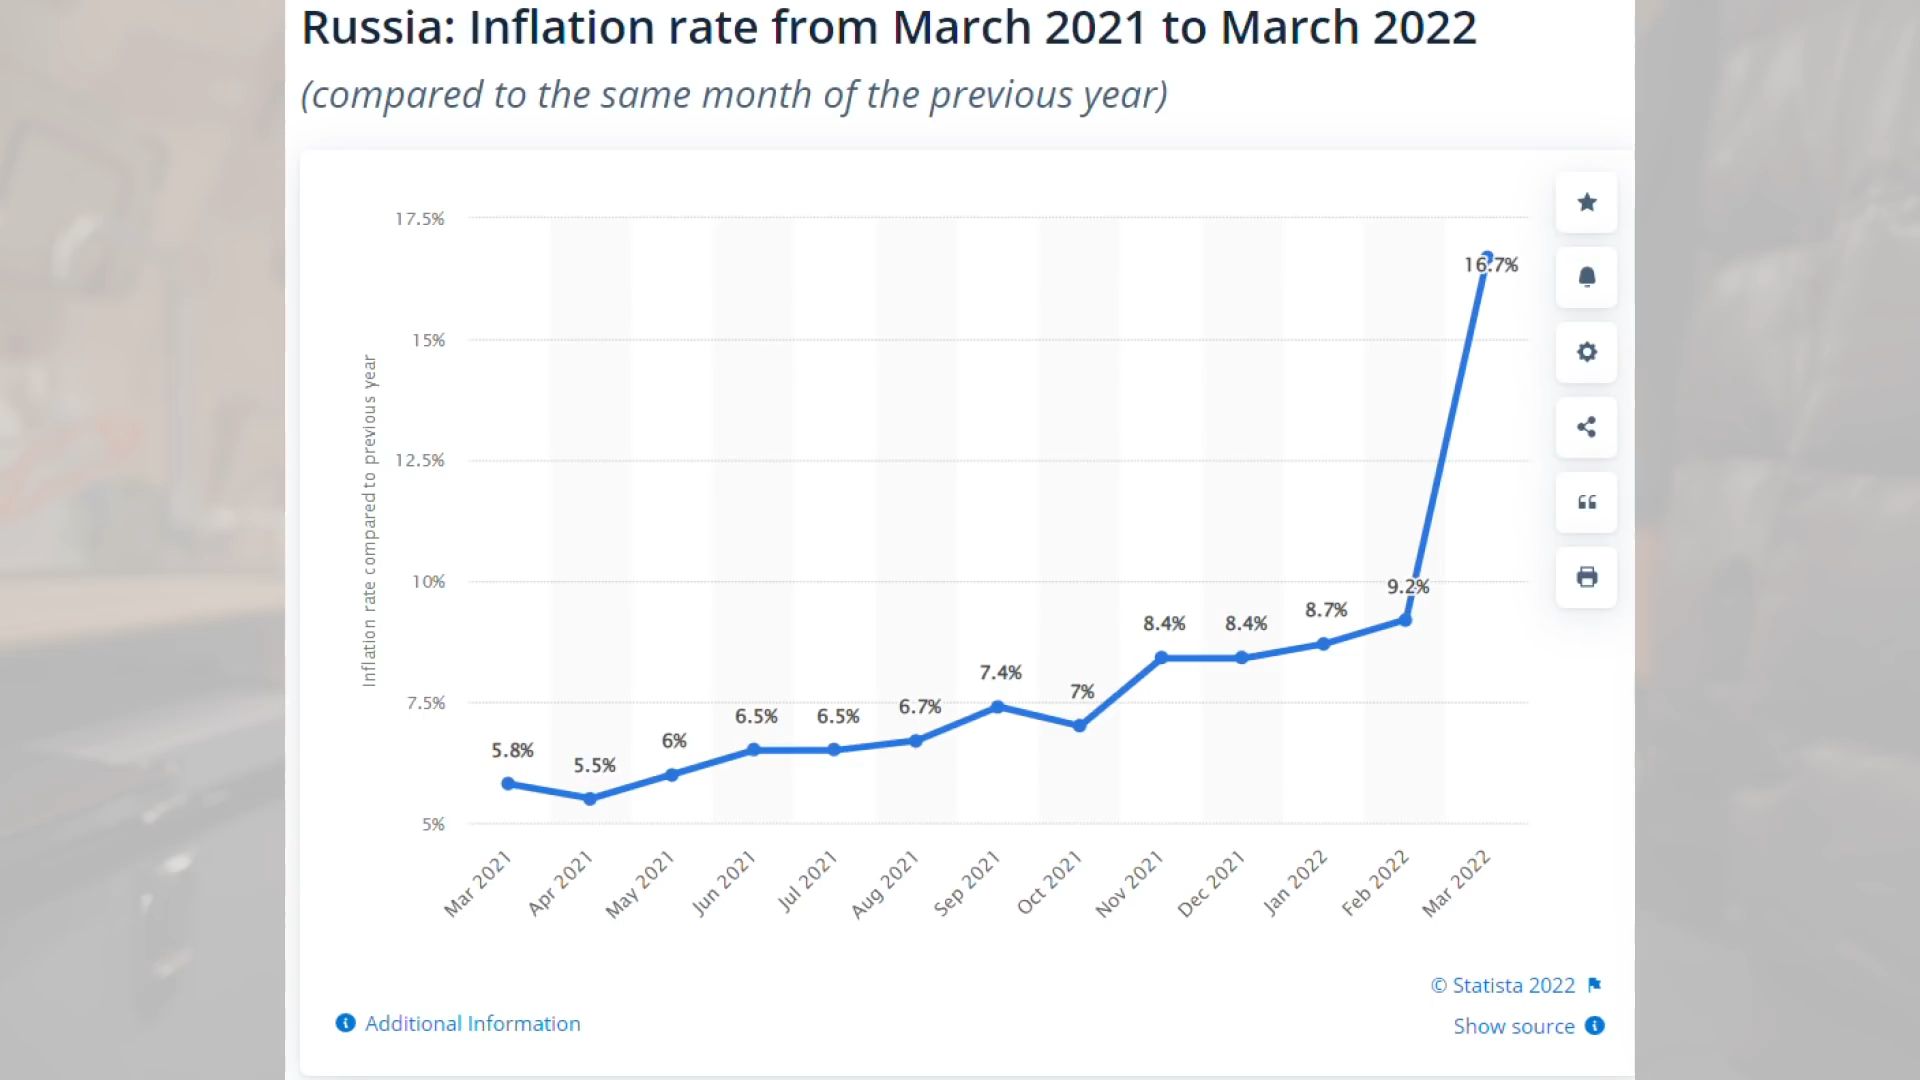 Russia: Inflation rate from March 2021 to March 2022
(compared to the same month of the previous year)
Inflation rate compared to previous year
17.5%
15%
12.5%
10%
7.5%
5%
5.8%
5.5%
6%
6.5%
6.5%
6.7%
7.4%
7%
8.4%
8.4%
8.7%
9.2%
16.7%
Mar 2021
Apr 2021
May 2021
Jun 2021
Jul 2021
Aug 2021
Sep 2021
Oct 2021
Nov 2021
Dec 2021
Jan 2022
Feb 2022
Mar 2022
© Statista 2022
Additional Information
Show source